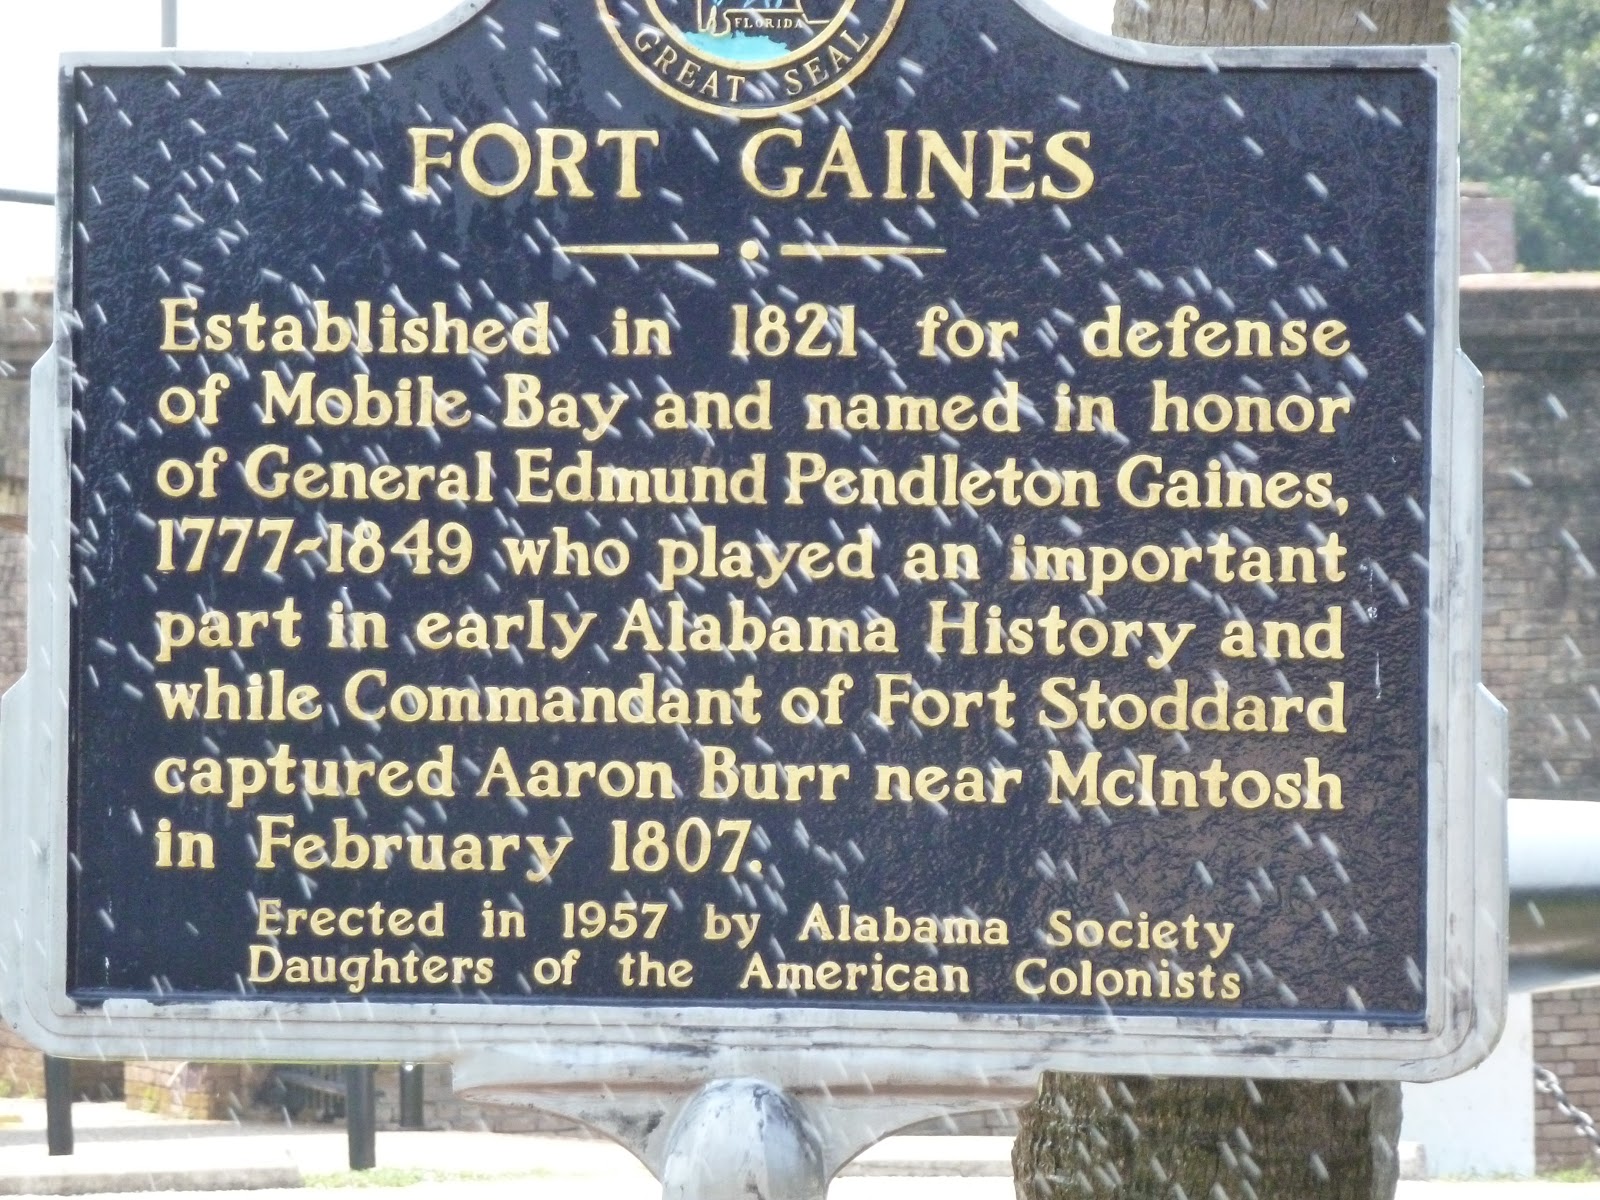 FLORIDA
GREAT SEAL
FORT GAINES
Established in 1821 for defense
of Mobile Bay and named in honor
of General Edmund Pendleton Gaines,
1777-1849 who played an important
part in early Alabama History and
while Commandant of Fort Stoddard
captured Aaron Burr near McIntosh
in February 1807.
Erected in 1957 by Alabama Society
Daughters of the American Colonists